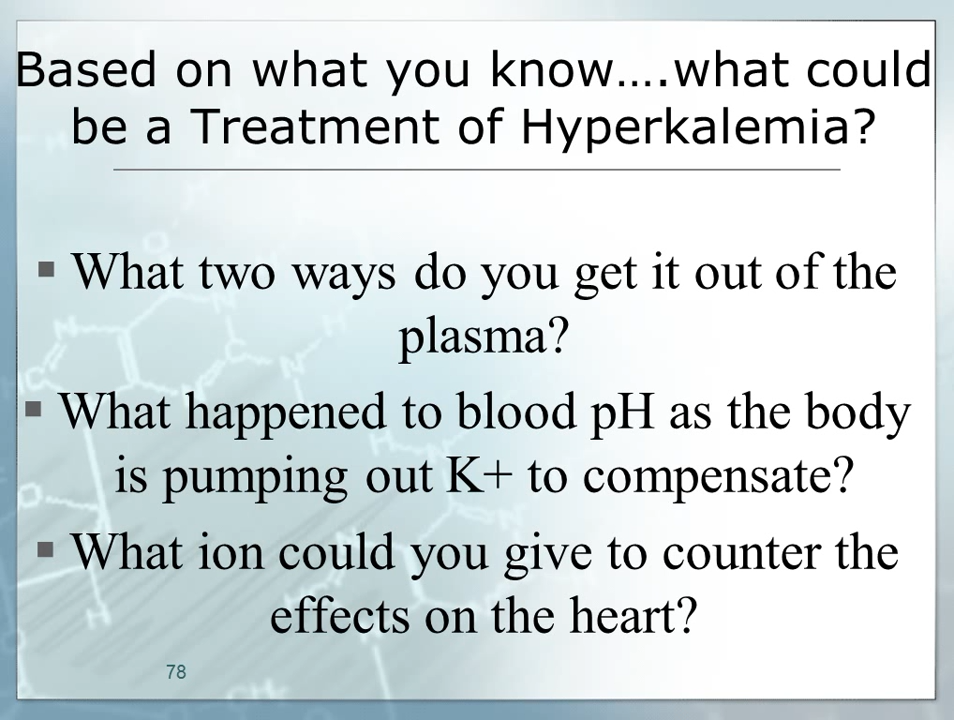 Based on what you know….what could
be a Treatment of Hyperkalemia?
▪ What two ways do you get it out of the
plasma?
▪ What happened to blood pH as the body
is pumping out K+ to compensate?
▪ What ion could you give to counter the
effects on the heart?
78